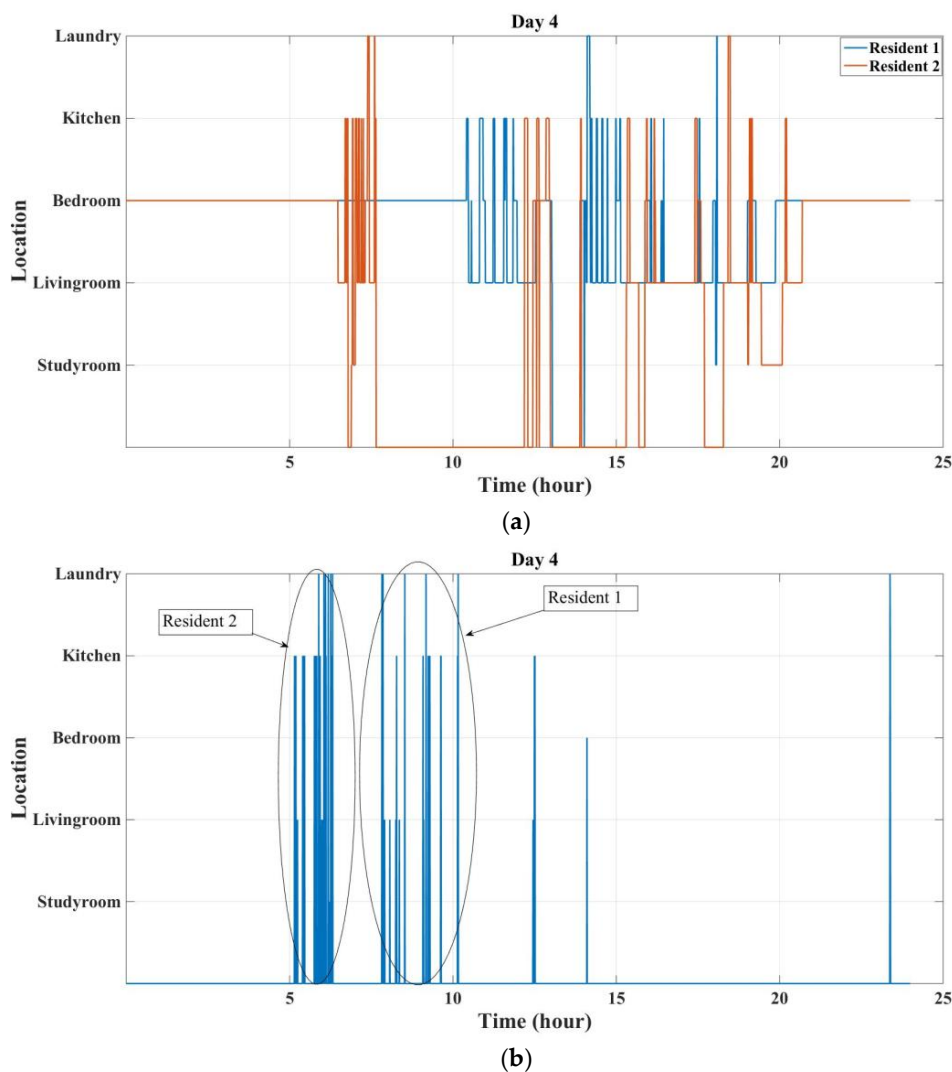 Day 4
Laundry
Kitchen
Bedroom
Livingroom
Studyroom
Location
Resident 1
Resident 2
5 10 15 20 25
Time (hour)
(a)
Day 4
Laundry
Kitchen
Bedroom
Livingroom
Studyroom
Location
Resident 2
Resident 1
5 10 15 20 25
Time (hour)
(b)